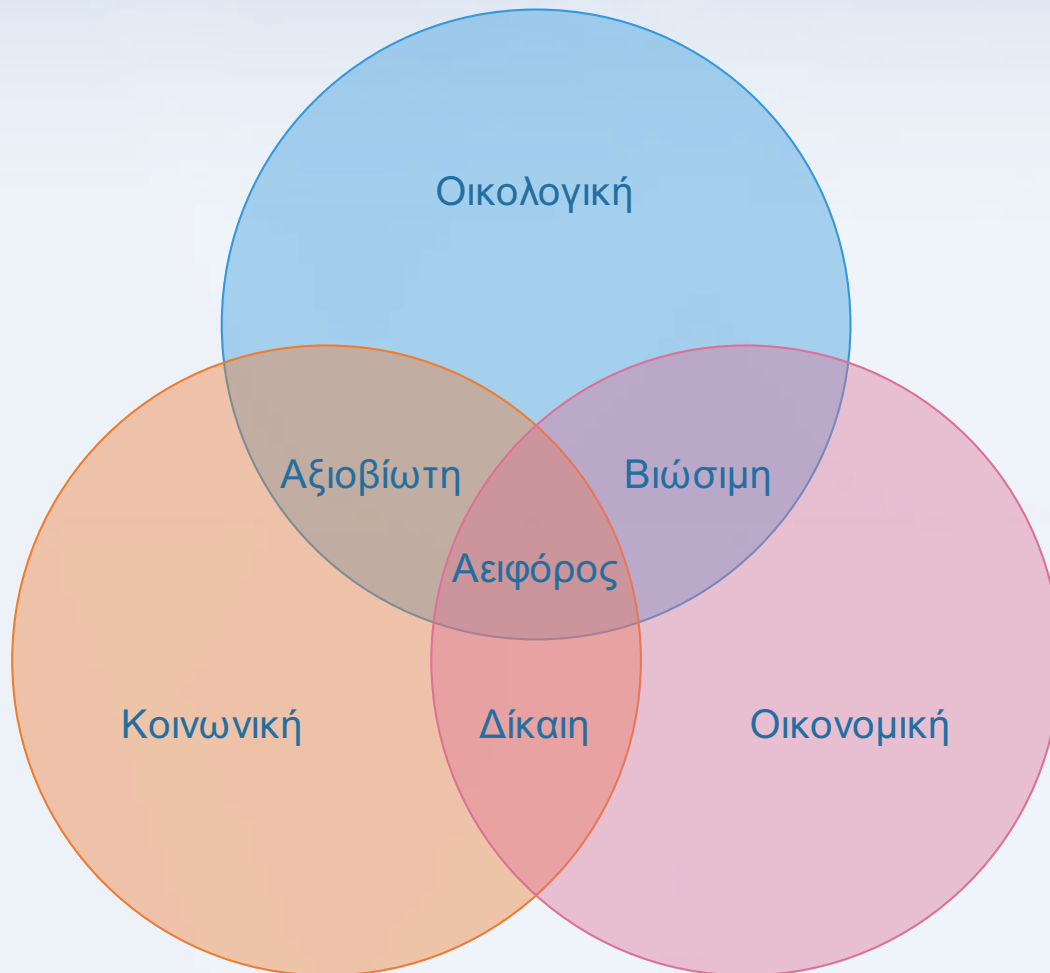 Οικολογική
Αξιοβίωτη
Βιώσιμη
Αειφόρος
Κοινωνική
Δίκαιη
Οικονομική